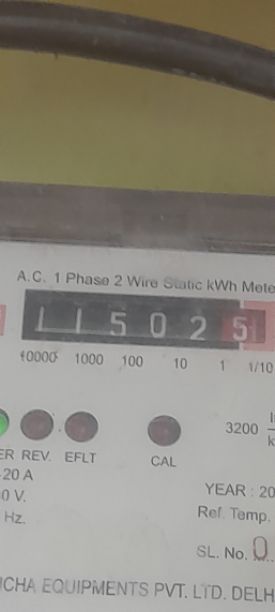 A.C. 1 Phase 2 Wire Static kWh Mete
1 1 5 0 2 5
10000 1000 100 10 1 1/10
3200
ER REV. EFLT
CAL
-20 A
0 V.
Hz.
YEAR : 20
Ref. Temp.
SL. No. 0
ICHA EQUIPMENTS PVT. LTD. DELH